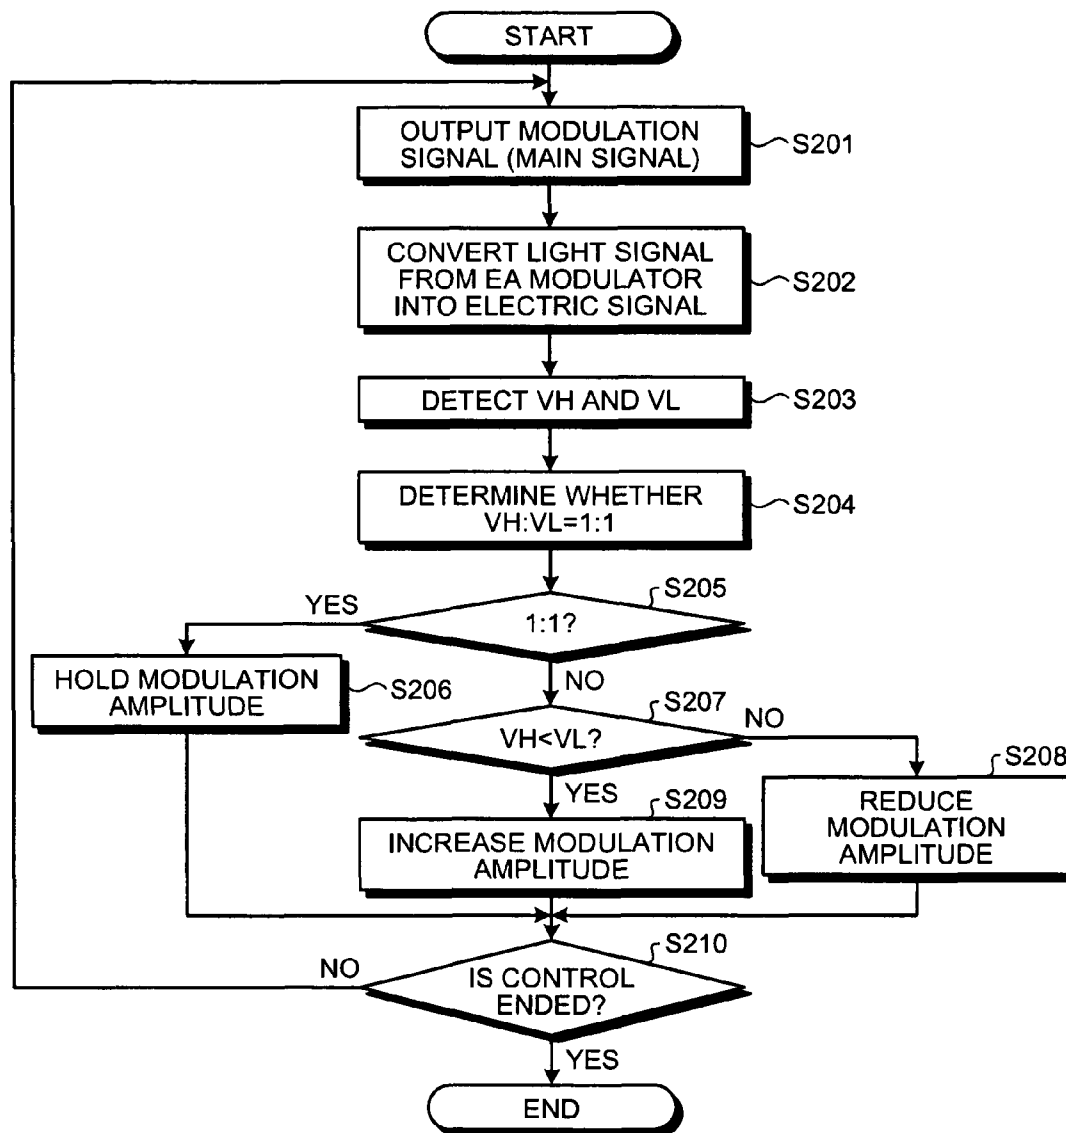 START
OUTPUT MODULATION
SIGNAL (MAIN SIGNAL)
S201
CONVERT LIGHT SIGNAL
FROM EA MODULATOR
INTO ELECTRIC SIGNAL
S202
DETECT VH AND VL
S203
DETERMINE WHETHER
VH:VL=1:1
S204
S205
1:1?
YES
NO
HOLD MODULATION
AMPLITUDE
S206
S207
VH<VL?
NO
YES
S208
REDUCE
MODULATION
AMPLITUDE
S209
INCREASE MODULATION
AMPLITUDE
S210
IS CONTROL
ENDED?
NO
YES
END